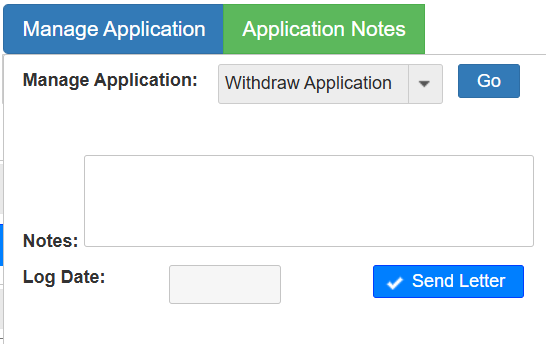 Manage Application Application Notes
Manage Application: Withdraw Application Go
Notes:
Log Date: Send Letter